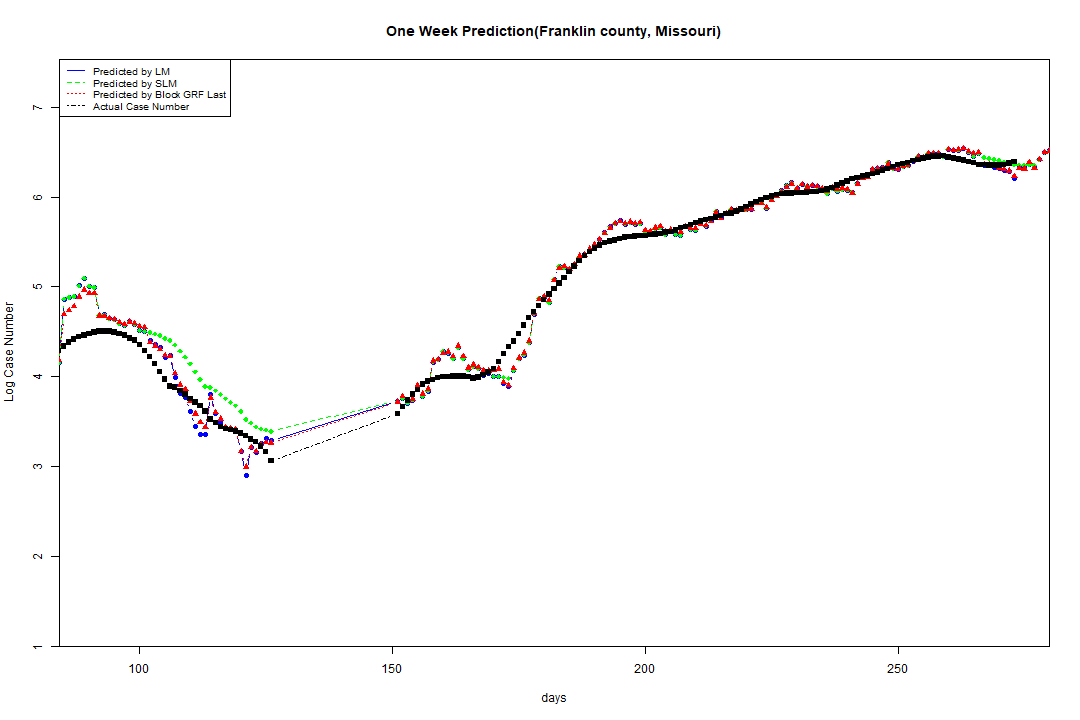 One Week Prediction(Franklin county, Missouri)
Predicted by LM
Predicted by SLM
Predicted by Block GRF Last
Actual Case Number
7
6
5
4
3
2
1
Log Case Number
100 150 200 250
days